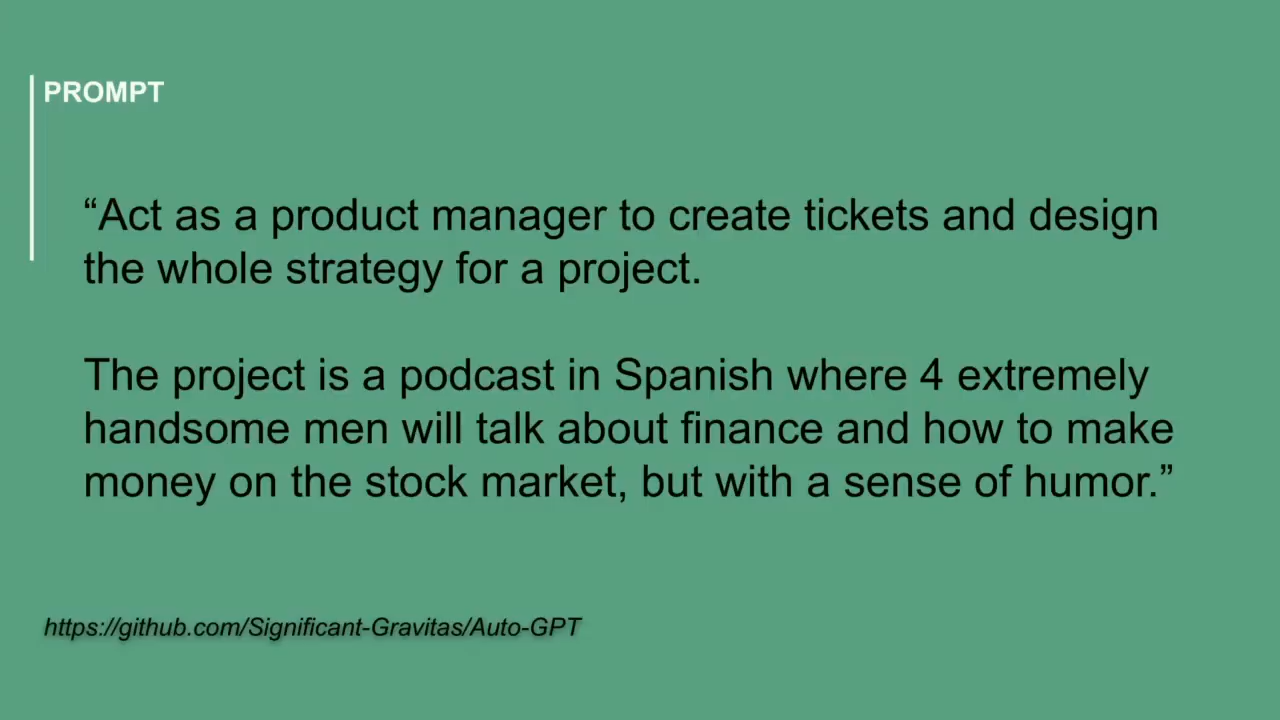 PROMPT
“Act as a product manager to create tickets and design
the whole strategy for a project.
The project is a podcast in Spanish where 4 extremely
handsome men will talk about finance and how to make
money on the stock market, but with a sense of humor.”
https://github.com/Significant-Gravitas/Auto-GPT